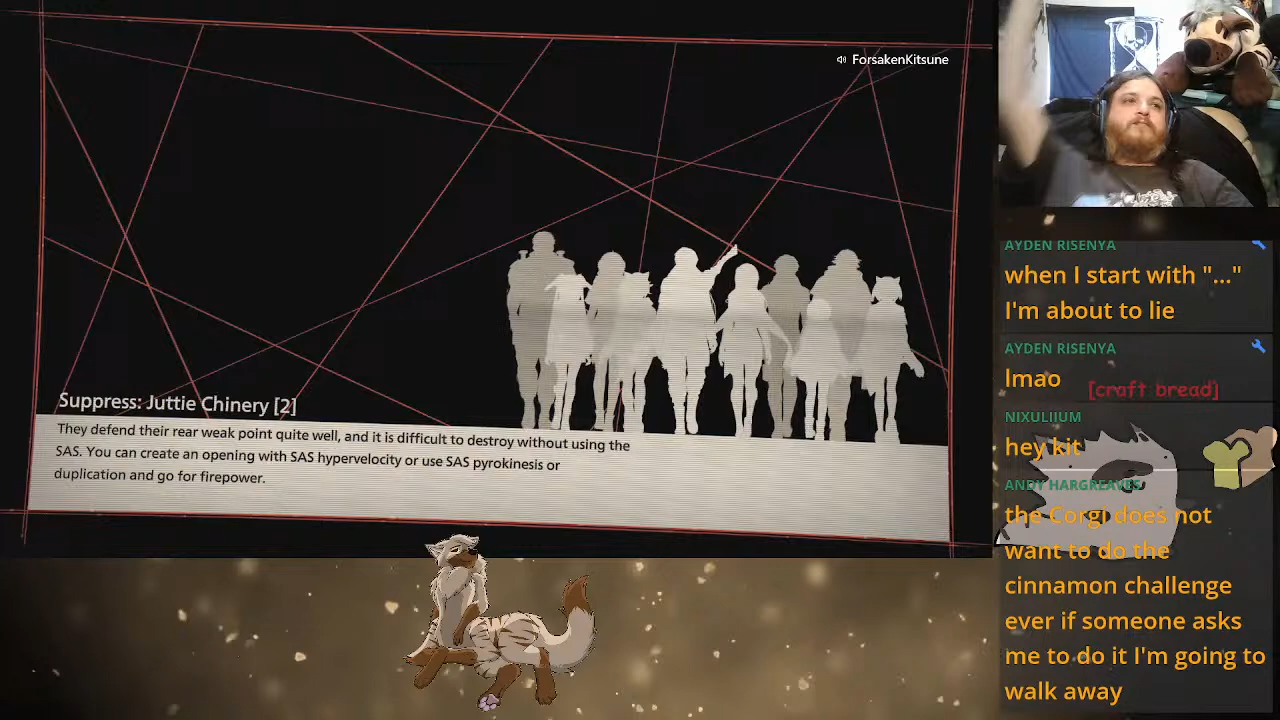 ForsakenKitsune
Suppress: Juttie Chinery [2]
They defend their rear weak point quite well, and it is difficult to destroy without using the
SAS. You can create an opening with SAS hypervelocity or use SAS pyrokinesis or
duplication and go for firepower.
AYDEN RISENYA
when I start with "..."
I'm about to lie
AYDEN RISENYA
lmao
[craft bread]
NIXULIIUM
hey kit
ANDY HARGREAVES
the Corgi does not
want to do the
cinnamon challenge
ever if someone asks
me to do it I'm going to
walk away